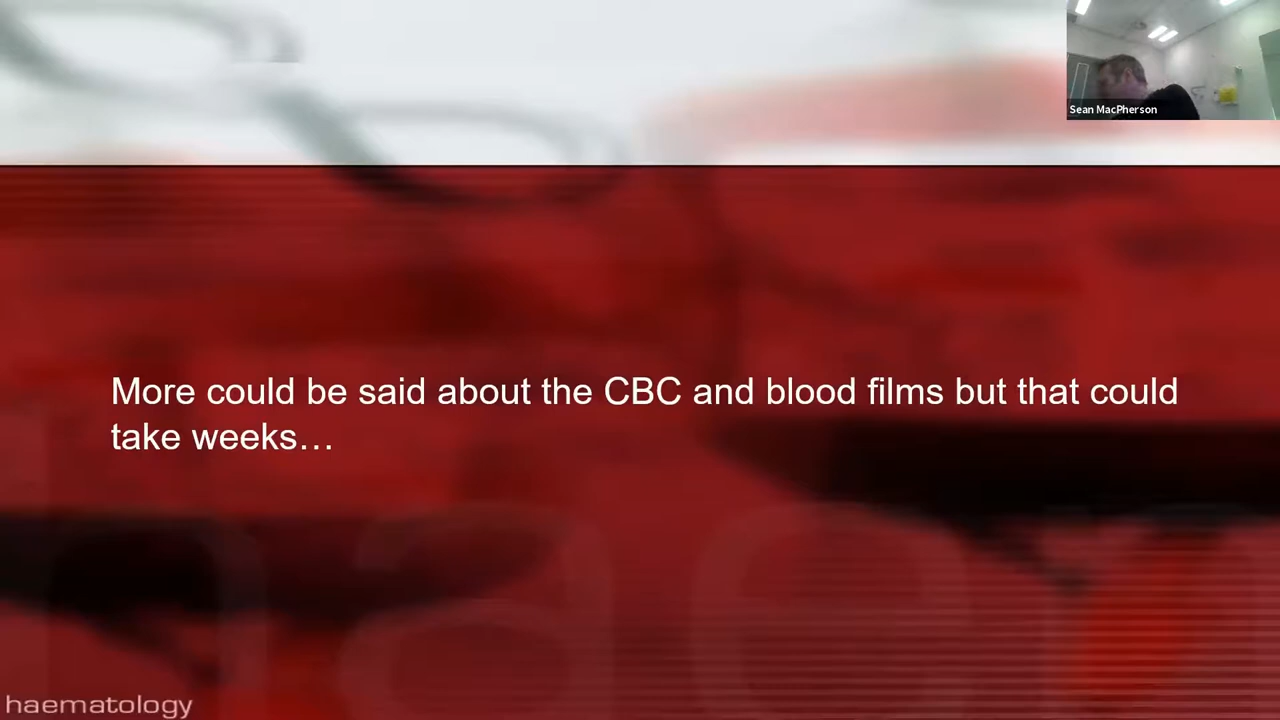 Sean MacPherson
More could be said about the CBC and blood films but that could
take weeks…
haematology